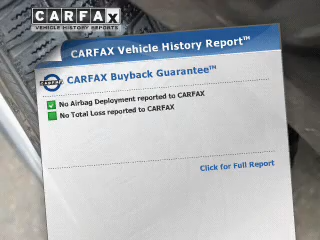 CARFAX
VEHICLE HISTORY REPORTS
CARFAX Vehicle History Report™
CARFAX
CARFAX Buyback Guarantee™
No Airbag Deployment reported to CARFAX
No Total Loss reported to CARFAX
Click for Full Report